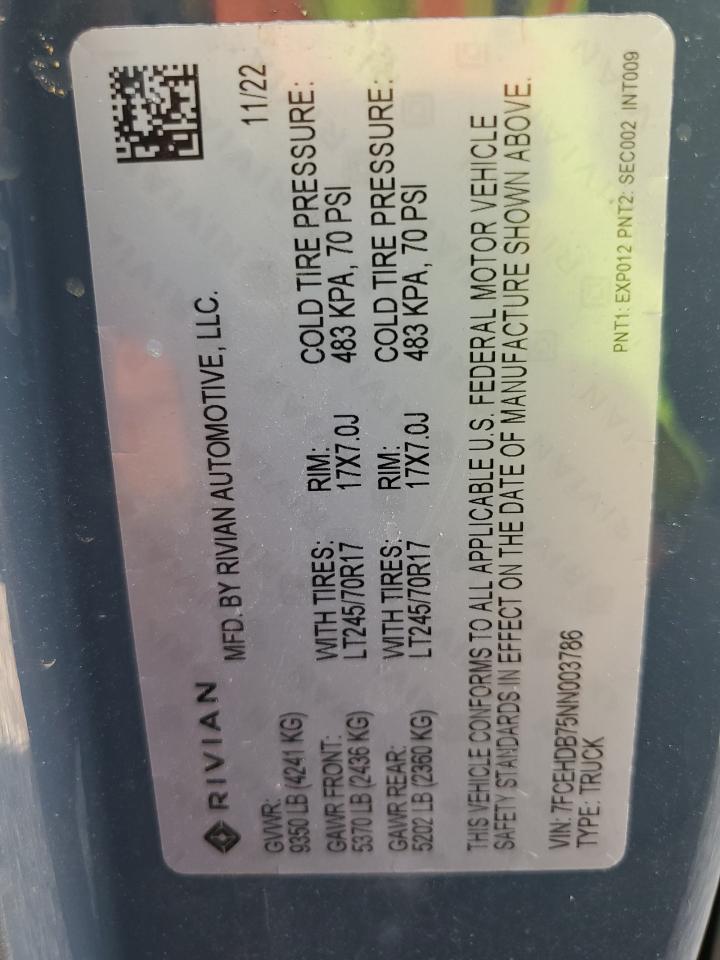 RIVIAN
MFD. BY RIVIAN AUTOMOTIVE, LLC. 11/22
GVWR:
9350 LB (4241 KG)
GAWR FRONT: WITH TIRES: RIM: COLD TIRE PRESSURE:
5370 LB (2436 KG) LT245/70R17 17X7.0J 483 KPA, 70 PSI
GAWR REAR: WITH TIRES: RIM: COLD TIRE PRESSURE:
5202 LB (2360 KG) LT245/70R17 17X7.0J 483 KPA, 70 PSI
THIS VEHICLE CONFORMS TO ALL APPLICABLE U.S. FEDERAL MOTOR VEHICLE
SAFETY STANDARDS IN EFFECT ON THE DATE OF MANUFACTURE SHOWN ABOVE.
VIN: 7FCEHDB75NN003786
TYPE: TRUCK
PNT1: EXP012 PNT2: SEC002 INT009